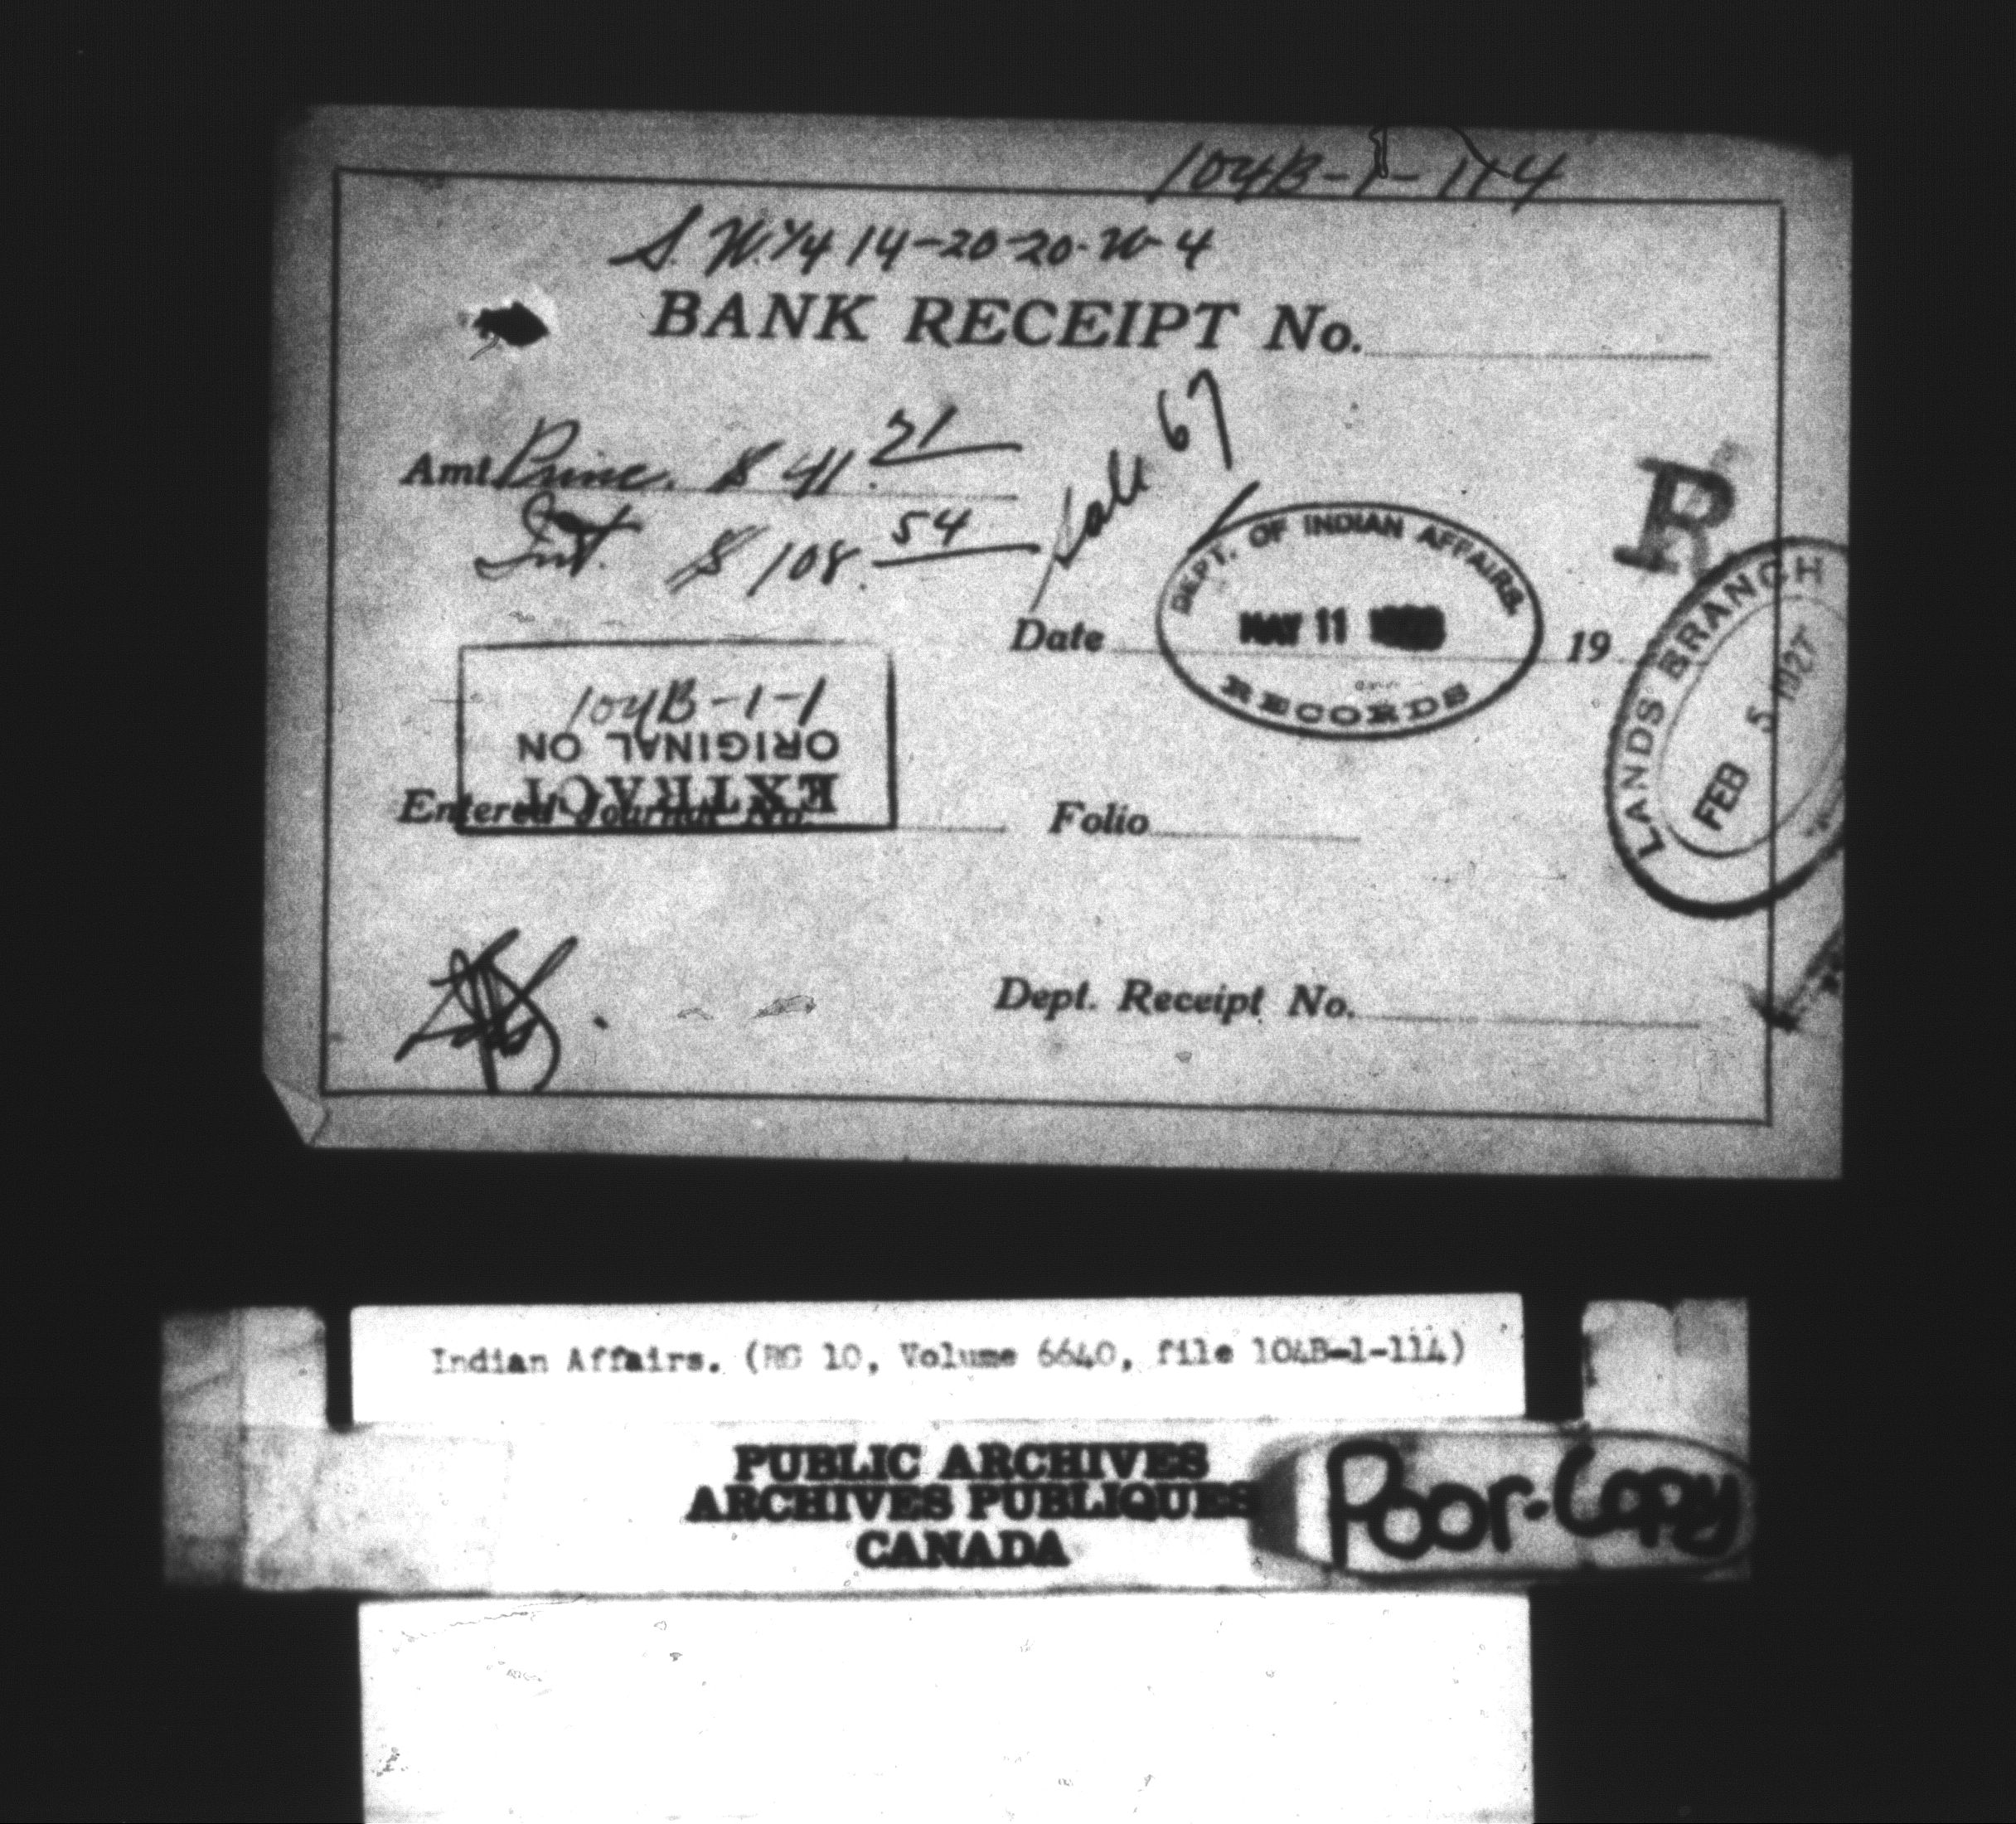 104B-1-114
S. W. 1/4 14-20-20-W-4
BANK RECEIPT No.
Amt Princ. $ 41.21
Int. $ 108.54
Sale 67
R
DEPT. OF INDIAN AFFAIRS.
MAY 11
RECORDS
Date 19
LANDS BRANCH
FEB 5 1927
104B-1-1
ORIGINAL ON
EXTRACT
Entered Journal No. Folio
Dept. Receipt No.
Indian Affairs. (RG 10, Volume 6640, file 104B-1-114)
PUBLIC ARCHIVES
ARCHIVES PUBLIQUES
CANADA
Poor-Copy